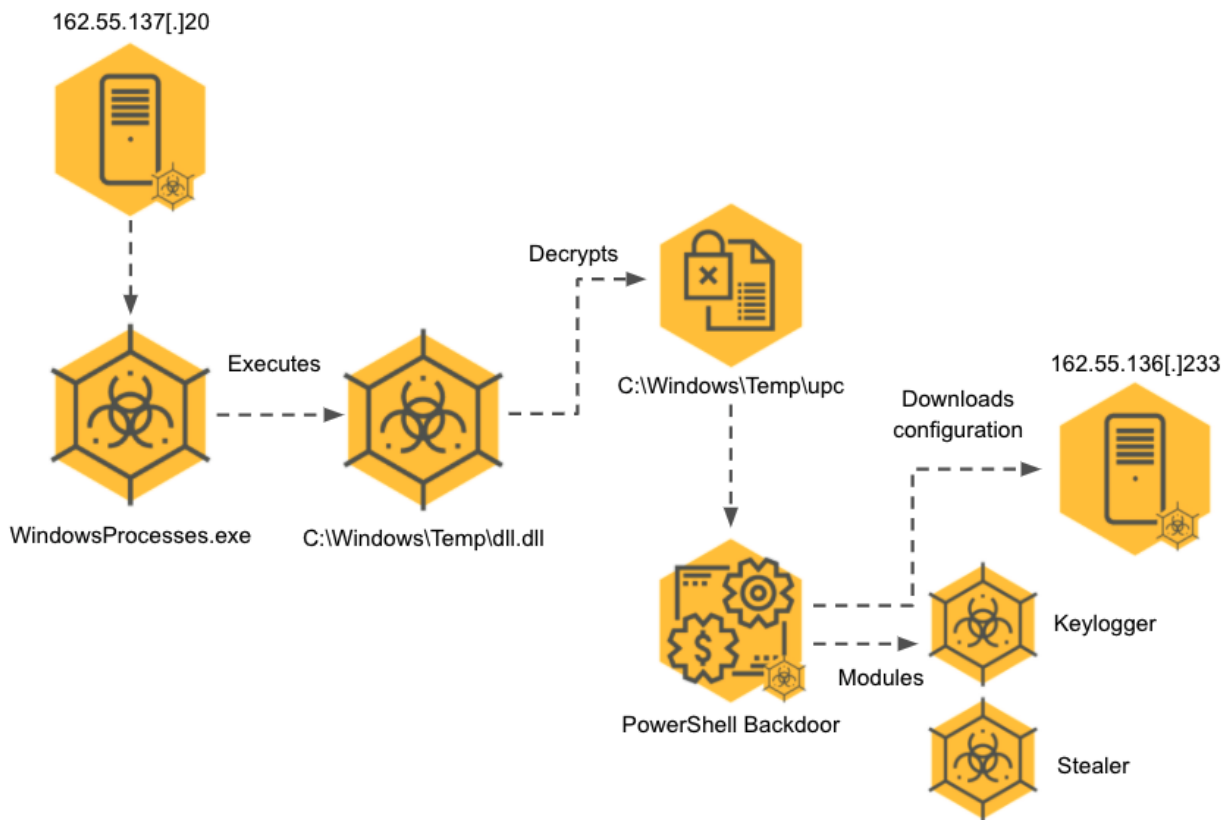 162.55.137[.]20
Decrypts
Executes
C:\Windows\Temp\upc
162.55.136[.]233
Downloads
configuration
WindowsProcesses.exe
C:\Windows\Temp\dll.dll
Keylogger
Modules
PowerShell Backdoor
Stealer